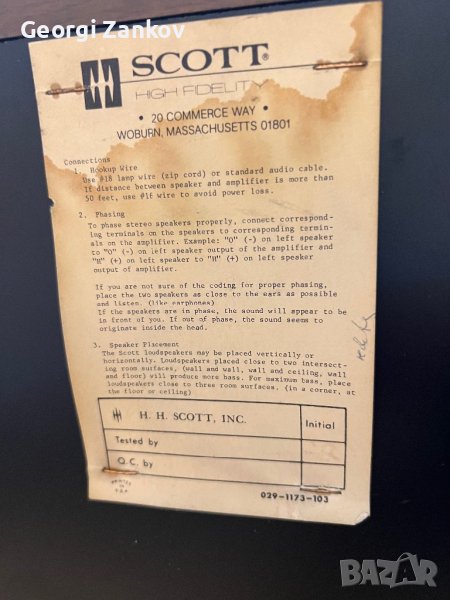 Georgi Zankov
SCOTT®
HIGH FIDELITY
• 20 COMMERCE WAY •
WOBURN, MASSACHUSETTS 01801
Connections
1. Hookup Wire
Use #18 lamp wire (zip cord) or standard audio cable.
If distance between speaker and amplifier is more than
50 feet, use #16 wire to avoid power loss.
2. Phasing
To phase stereo speakers properly, connect correspond-
ing terminals on the speakers to corresponding termin-
als on the amplifier. Example: "O" (-) on left speaker
to "O" (-) on left speaker output of the amplifier and
"H" (+) on left speaker to "H" (+) on left speaker
output of amplifier.
If you are not sure of the coding for proper phasing,
place the two speakers as close to the ears as possible
and listen. (like earphones)
If the speakers are in phase, the sound will appear to be
in front of you. If out of phase, the sound seems to
originate inside the head.
3. Speaker Placement
The Scott loudspeakers may be placed vertically or
horizontally. Loudspeakers placed close to two intersect-
ing room surfaces, (wall and wall, wall and ceiling, wall
and floor) will produce more bass. For maximum bass, place
loudspeakers close to three surfaces. (in a corner, at
the floor or ceiling)
H. H. SCOTT, INC. Initial
Tested by
Q.C. by
PRINTED
IN
U.S.A.
029-1173-103
Georgi Zankov
BAZAR.bg